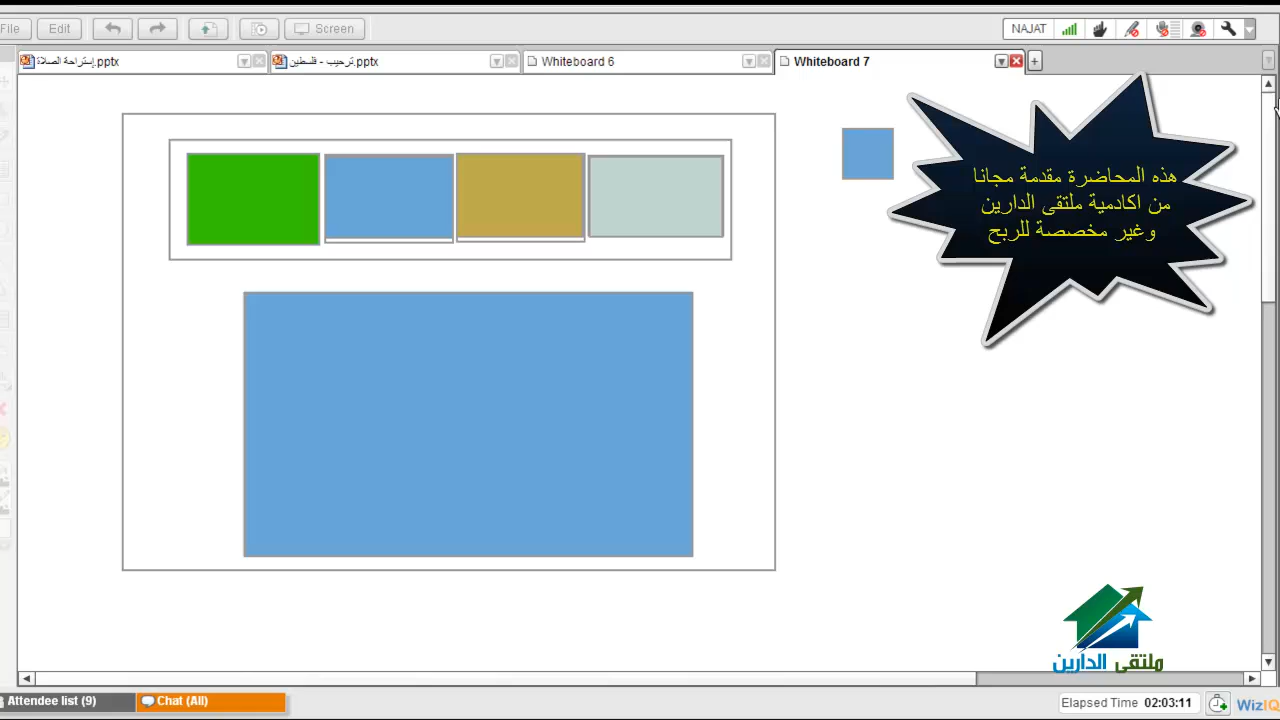 File
Edit
Screen
NAJAT
إستراحة الصلاة.pptx
ترحيب - فلسطين.pptx
Whiteboard 6
Whiteboard 7
هذه المحاضرة مقدمة مجانا
من اكادمية ملتقى الدارين
وغير مخصصة للربح
ملتقى الدارين
Attendee list (9)
Chat (All)
Elapsed Time 02:03:11
WizIQ